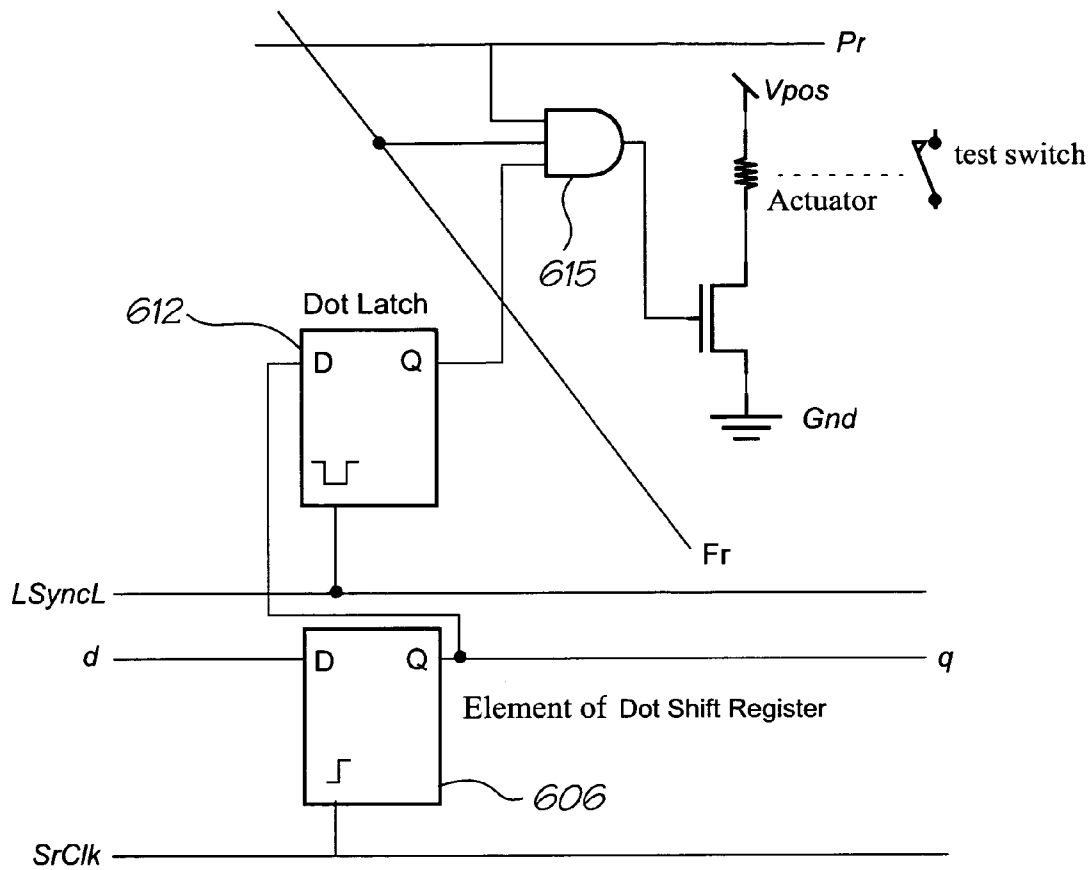 Pr
Vpos
test switch
Actuator
615
612
Dot Latch
D Q
Gnd
Fr
LSyncL
d
D Q
q
Element of Dot Shift Register
606
SrClk